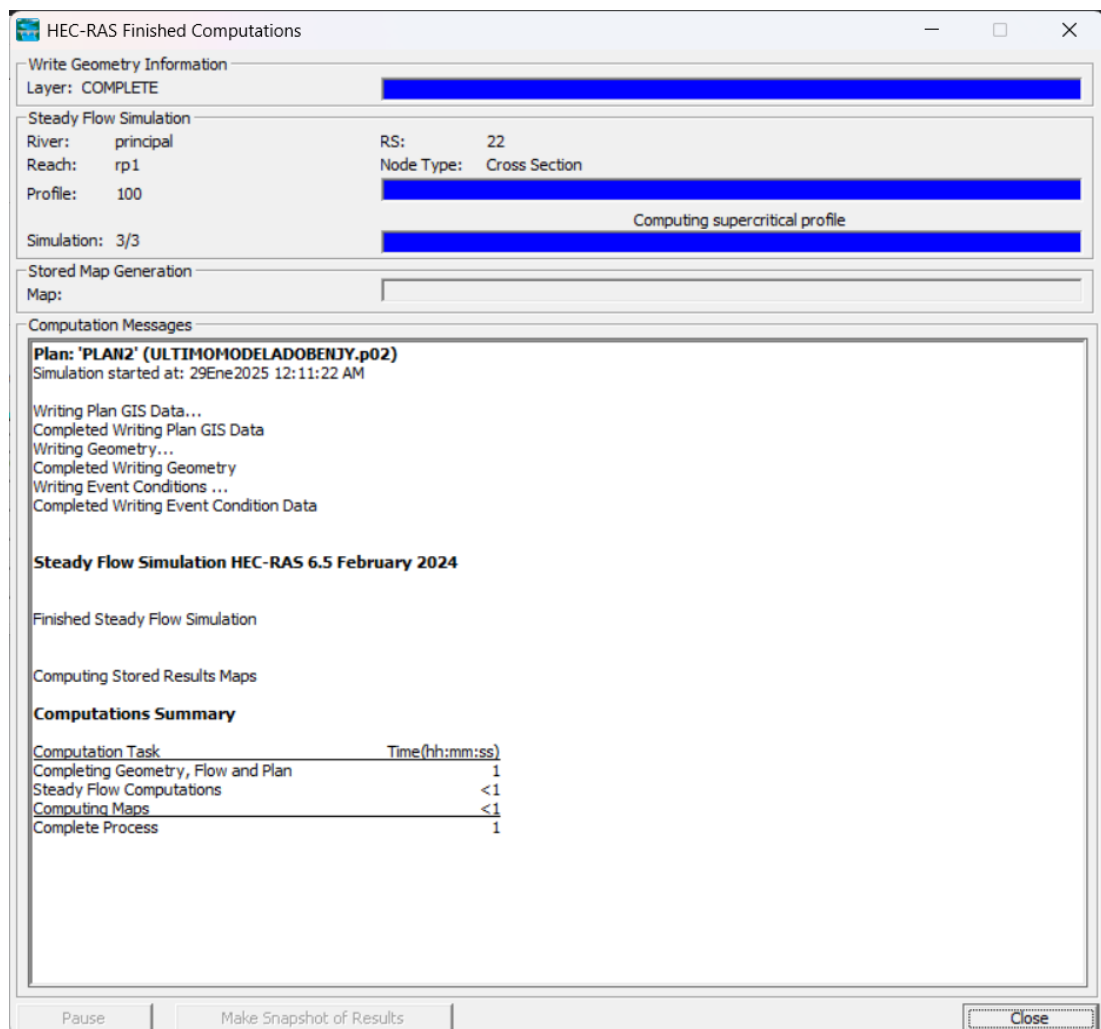 HEC-RAS Finished Computations
Write Geometry Information
Layer: COMPLETE
Steady Flow Simulation
River: principal RS: 22
Reach: rp1 Node Type: Cross Section
Profile: 100
Computing supercritical profile
Simulation: 3/3
Stored Map Generation
Map:
Computation Messages
Plan: 'PLAN2' (ULTIMOMODELADOBENJY.p02)
Simulation started at: 29Ene2025 12:11:22 AM
Writing Plan GIS Data...
Completed Writing Plan GIS Data
Writing Geometry...
Completed Writing Geometry
Writing Event Conditions ...
Completed Writing Event Condition Data
Steady Flow Simulation HEC-RAS 6.5 February 2024
Finished Steady Flow Simulation
Computing Stored Results Maps
Computations Summary
Computation Task Time(hh:mm:ss)
Completing Geometry, Flow and Plan 1
Steady Flow Computations <1
Computing Maps <1
Complete Process 1
Pause Make Snapshot of Results Close